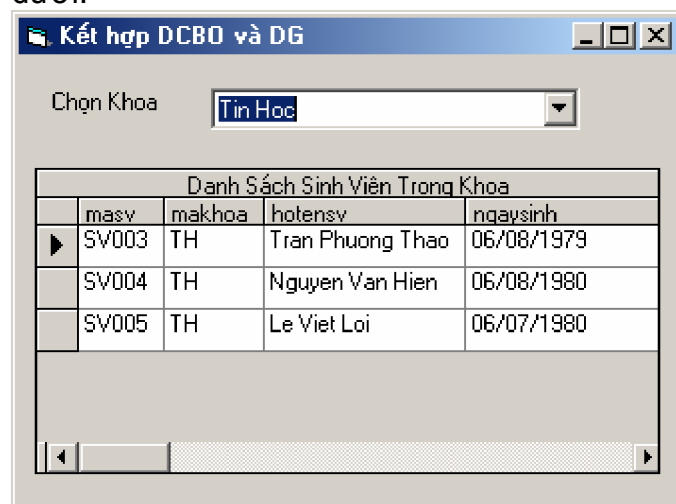 dưới:
Kết hợp DCBO và DG
Chọn Khoa Tin Hoc
Danh Sách Sinh Viên Trong Khoa
masv makhoa hotensv ngaysinh
SV003 TH Tran Phuong Thao 06/08/1979
SV004 TH Nguyen Van Hien 06/08/1980
SV005 TH Le Viet Loi 06/07/1980